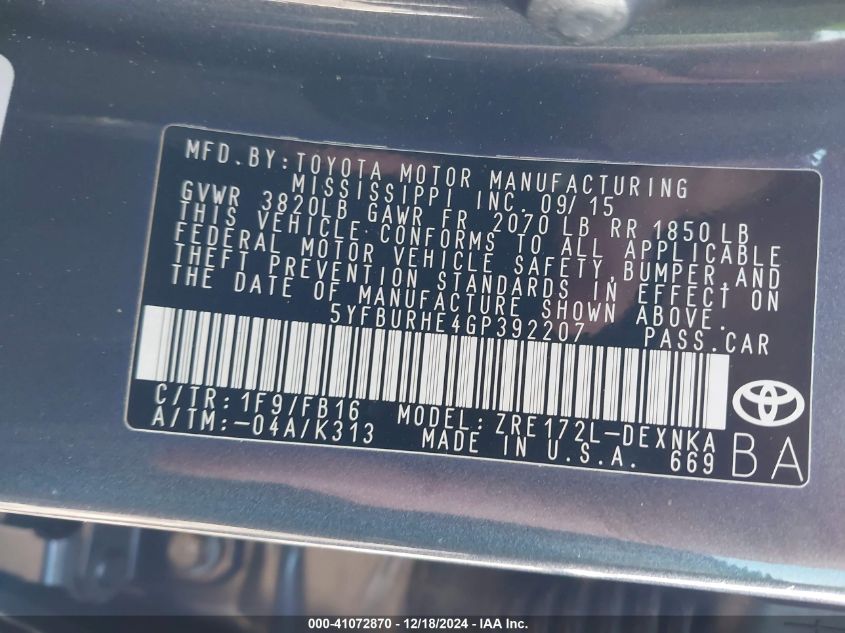 MFD.BY:TOYOTA MOTOR MANUFACTURING
MISSISSIPPI INC. 09/15
GVWR 3820LB GAWR FR 2070 LB RR 1850 LB
THIS VEHICLE CONFORMS TO ALL APPLICABLE
FEDERAL MOTOR VEHICLE SAFETY,BUMPER,AND
THEFT PREVENTION STANDARDS IN EFFECT ON
THE DATE OF MANUFACTURE SHOWN ABOVE.
5YFBURHE4GP392207 PASS.CAR
C/TR:1F9/FB16 MODEL:ZRE172L-DEXNKA
A/TM:-04A/K313 MADE IN U.S.A. 669
BA
000-41072870 - 12/18/2024 - IAA Inc.